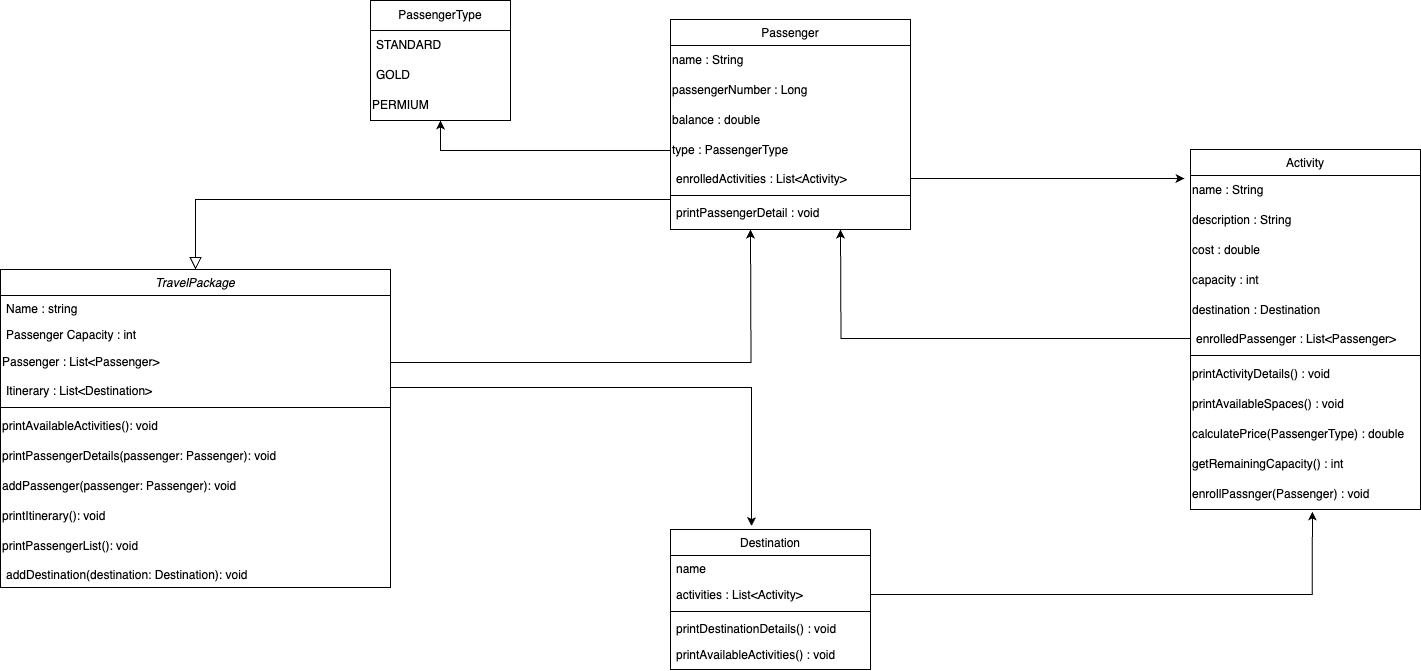 PassengerType
STANDARD
GOLD
PERMIUM
Passenger
name : String
passengerNumber : Long
balance : double
type : PassengerType
enrolledActivities : List<Activity>
printPassengerDetail : void
Activity
name : String
description : String
cost : double
capacity : int
destination : Destination
enrolledPassenger : List<Passenger>
printActivityDetails() : void
printAvailableSpaces() : void
calculatePrice(PassengerType) : double
getRemainingCapacity() : int
enrollPassnger(Passenger) : void
TravelPackage
Name : string
Passenger Capacity : int
Passenger : List<Passenger>
Itinerary : List<Destination>
printAvailableActivities(): void
printPassengerDetails(passenger: Passenger): void
addPassenger(passenger: Passenger): void
printItinerary(): void
printPassengerList(): void
addDestination(destination: Destination): void
Destination
name
activities : List<Activity>
printDestinationDetails() : void
printAvailableActivities() : void